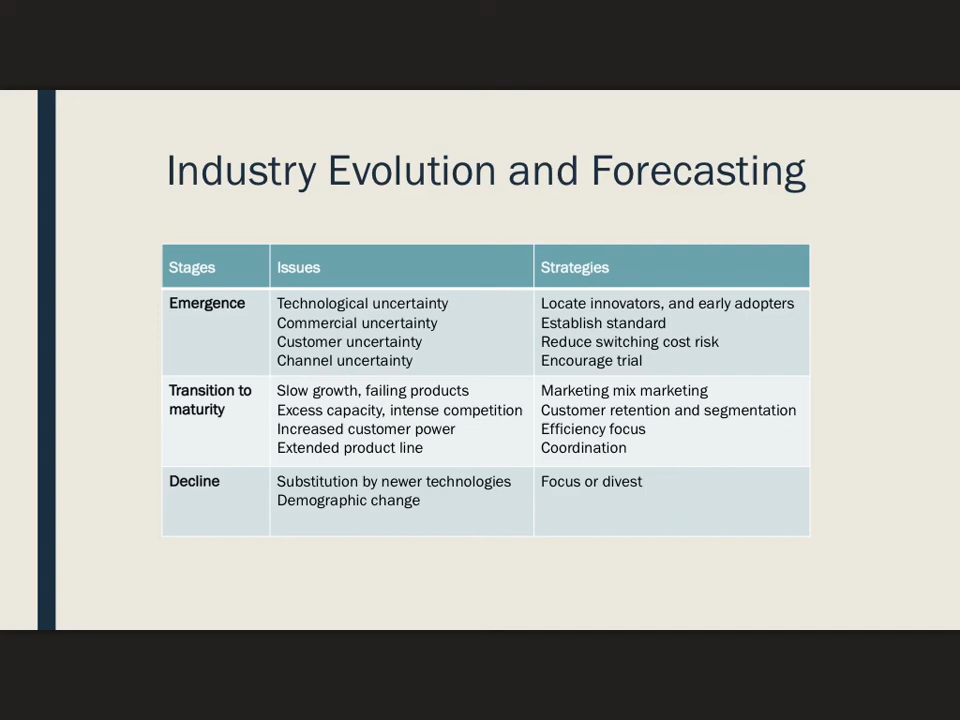 Industry Evolution and Forecasting
Stages Issues Strategies
Emergence
Technological uncertainty
Commercial uncertainty
Customer uncertainty
Channel uncertainty
Locate innovators, and early adopters
Establish standard
Reduce switching cost risk
Encourage trial
Transition to
maturity
Slow growth, failing products
Excess capacity, intense competition
Increased customer power
Extended product line
Marketing mix marketing
Customer retention and segmentation
Efficiency focus
Coordination
Decline
Substitution by newer technologies
Demographic change
Focus or divest